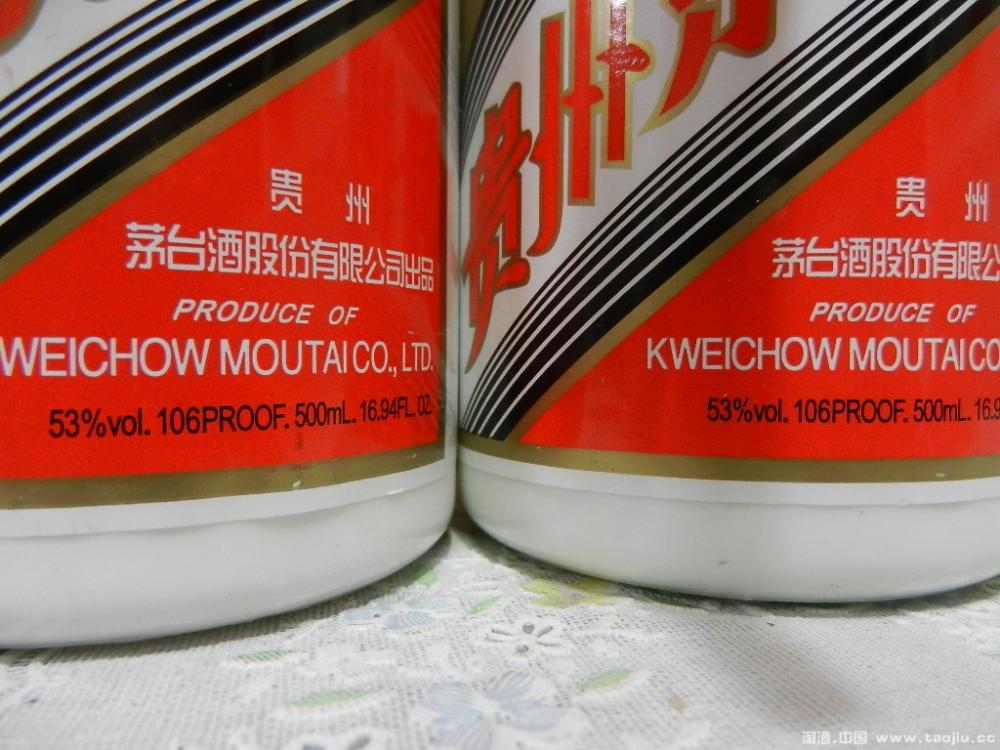 贵州
茅台酒股份有限公司出品
PRODUCE OF
WEICHOW MOUTAI CO., LTD.
53%vol. 106PROOF. 500mL. 16.94FL. OZ.
贵州
贵州
茅台酒股份有限公
PRODUCE OF
KWEICHOW MOUTAI CO
53%vol. 106PROOF. 500mL. 16.9
淘酒.中国 www.taojiu.cc